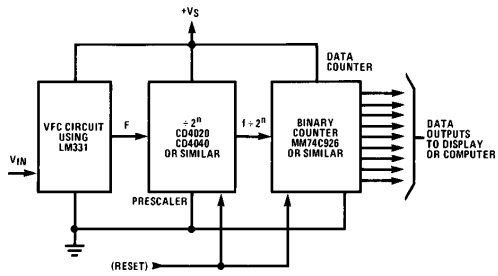 +VS
DATA
COUNTER
VFC CIRCUIT
USING
LM331
F
÷2ⁿ
CD4020
CD4040
OR SIMILAR
f÷2ⁿ
BINARY
COUNTER
MM74C926
OR SIMILAR
DATA
OUTPUTS
TO DISPLAY
OR COMPUTER
VIN
PRESCALER
(RESET)